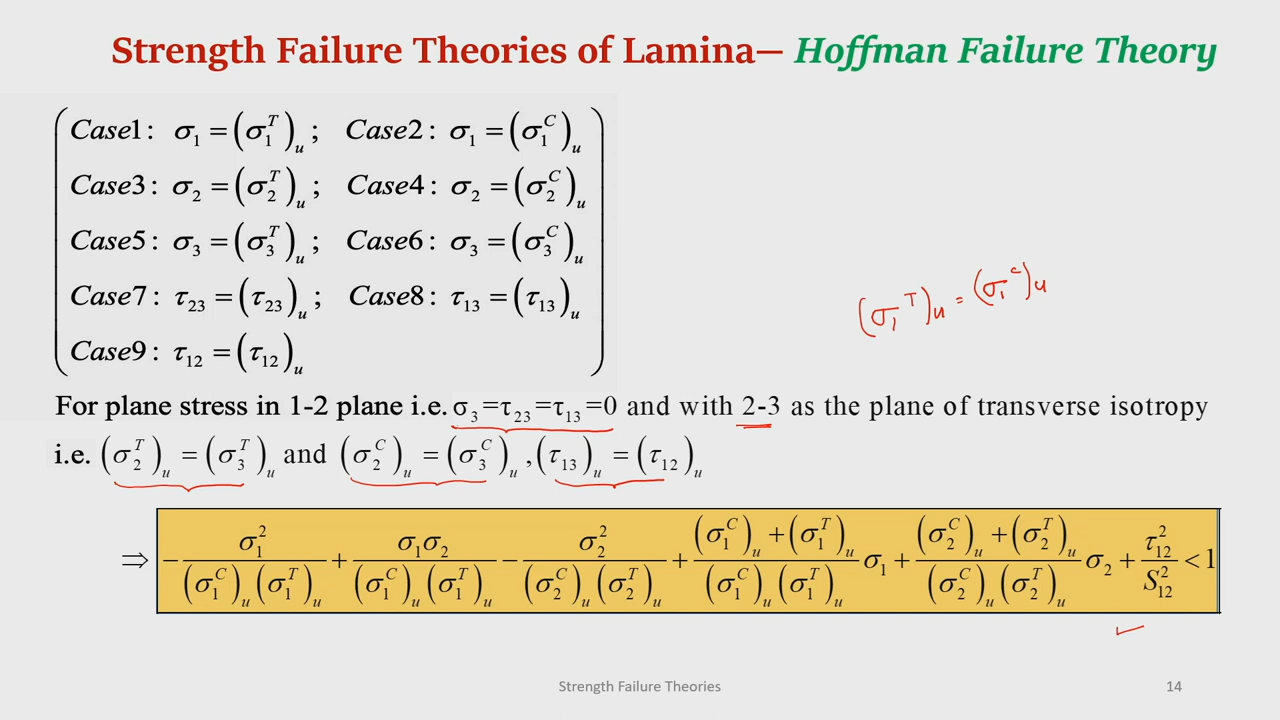 Strength Failure Theories of Lamina— Hoffman Failure Theory
Case1: σ₁ = (σ₁ᵀ)ᵤ ; Case2: σ₁ = (σ₁ᶜ)ᵤ
Case3: σ₂ = (σ₂ᵀ)ᵤ ; Case4: σ₂ = (σ₂ᶜ)ᵤ
Case5: σ₃ = (σ₃ᵀ)ᵤ ; Case6: σ₃ = (σ₃ᶜ)ᵤ
Case7: τ₂₃ = (τ₂₃)ᵤ ; Case8: τ₁₃ = (τ₁₃)ᵤ
Case9: τ₁₂ = (τ₁₂)ᵤ
(σ₁ᵀ)ᵤ = (σ₁ᶜ)ᵤ
For plane stress in 1-2 plane i.e. σ₃=τ₂₃=τ₁₃=0 and with 2-3 as the plane of transverse isotropy
i.e. (σ₂ᵀ)ᵤ = (σ₃ᵀ)ᵤ and (σ₂ᶜ)ᵤ = (σ₃ᶜ)ᵤ , (τ₁₃)ᵤ = (τ₁₂)ᵤ
⇒ − σ₁² / (σ₁ᶜ)ᵤ (σ₁ᵀ)ᵤ + σ₁σ₂ / (σ₁ᶜ)ᵤ (σ₁ᵀ)ᵤ − σ₂² / (σ₂ᶜ)ᵤ (σ₂ᵀ)ᵤ + (σ₁ᶜ)ᵤ + (σ₁ᵀ)ᵤ / (σ₁ᶜ)ᵤ (σ₁ᵀ)ᵤ σ₁ + (σ₂ᶜ)ᵤ + (σ₂ᵀ)ᵤ / (σ₂ᶜ)ᵤ (σ₂ᵀ)ᵤ σ₂ + τ₁₂² / S₁₂² < 1
Strength Failure Theories
14